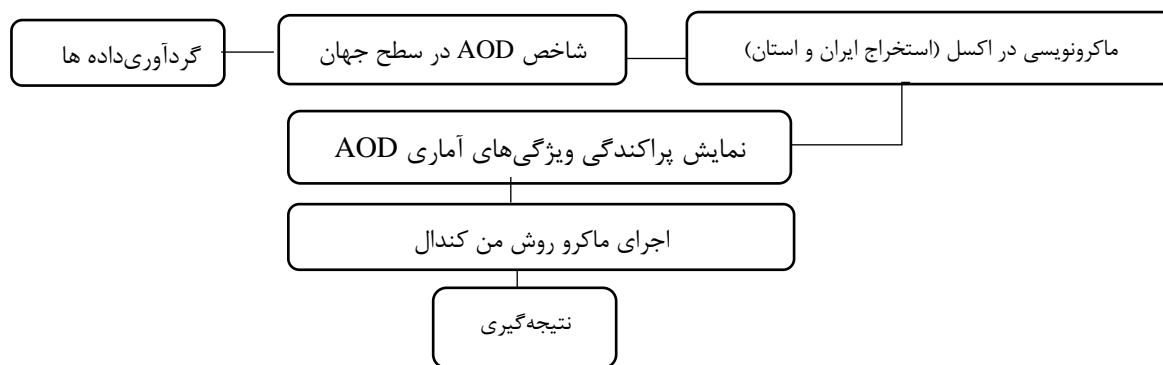 گردآوری‌داده ها
شاخص AOD در سطح جهان
ماکرونویسی در اکسل (استخراج ایران و استان)
نمایش پراکندگی ویژگی‌های آماری AOD
اجرای ماکرو روش من کندال
نتیجه‌گیری